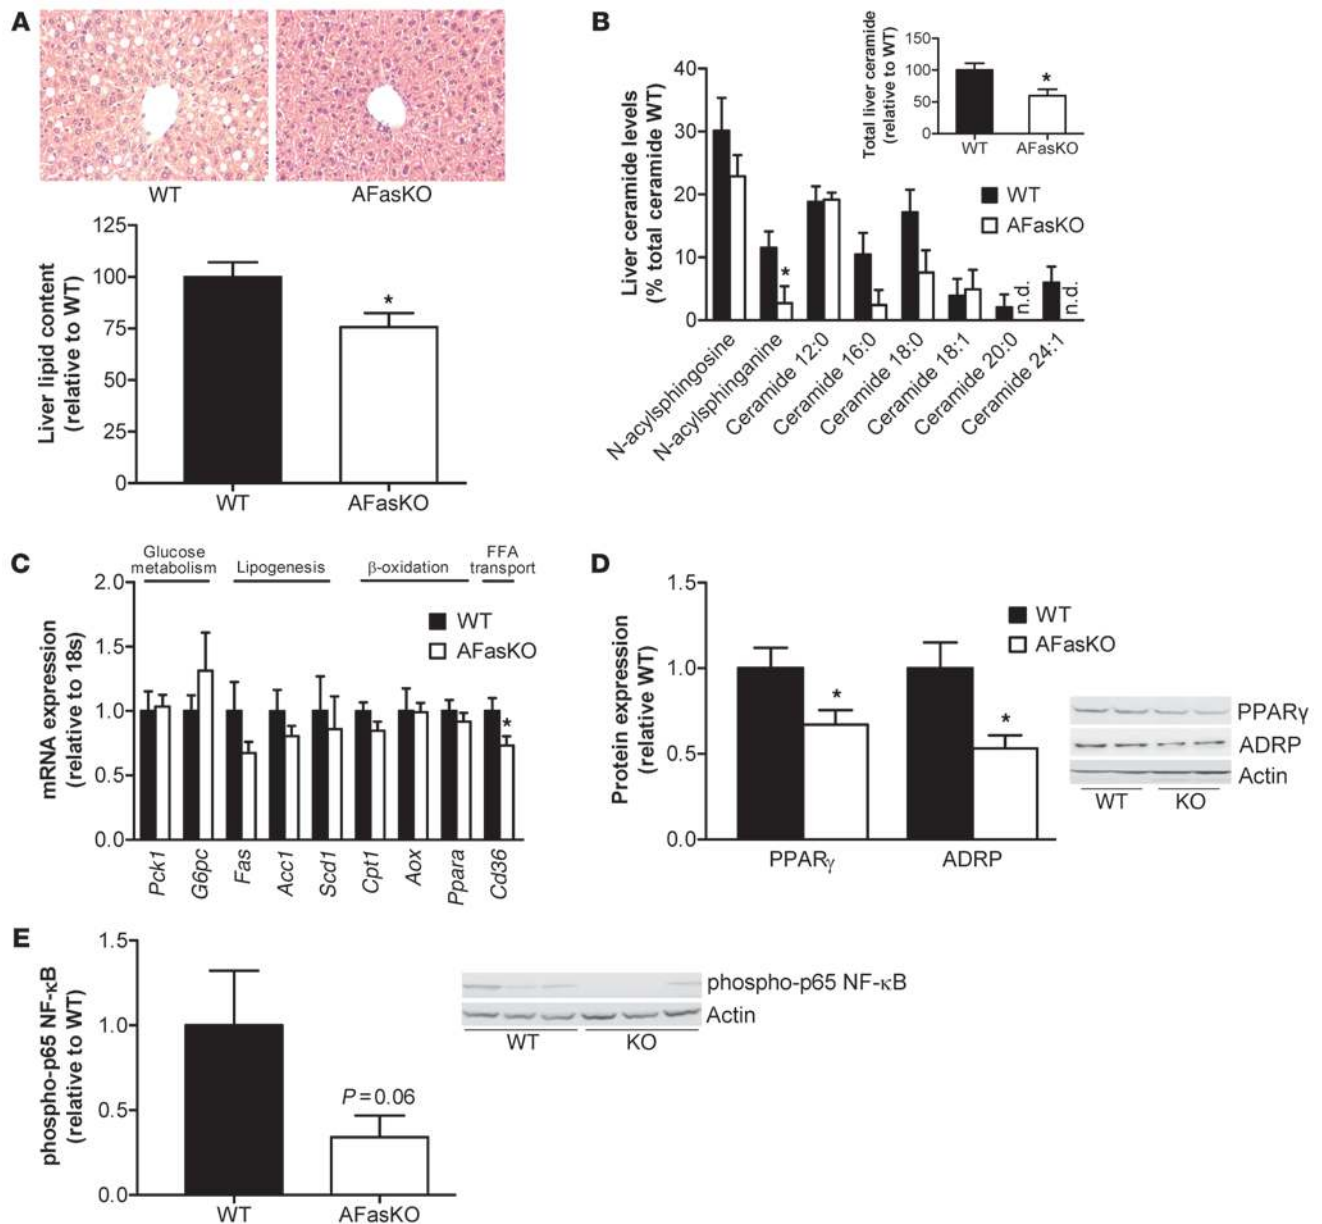 A
WT
AFasKO
Liver lipid content
(relative to WT)
125
100
75
50
25
0
*
WT
AFasKO
B
Liver ceramide levels
(% total ceramide WT)
40
30
20
10
0
*
n.d.
n.d.
N-acylsphingosine
N-acylsphinganine
Ceramide 12:0
Ceramide 16:0
Ceramide 18:0
Ceramide 18:1
Ceramide 20:0
Ceramide 24:1
Total liver ceramide
(relative to WT)
150
100
50
0
*
WT
AFasKO
WT
AFasKO
C
Glucose
metabolism
Lipogenesis
β-oxidation
FFA
transport
mRNA expression
(relative to 18s)
2.0
1.5
1.0
0.5
0.0
WT
AFasKO
*
Pck1
G6pc
Fas
Acc1
Scd1
Cpt1
Aox
Ppara
Cd36
D
Protein expression
(relative WT)
1.5
1.0
0.5
0.0
WT
AFasKO
*
*
PPARγ
ADRP
PPARγ
ADRP
Actin
WT
KO
E
phospho-p65 NF-κB
(relative to WT)
1.5
1.0
0.5
0.0
P=0.06
WT
AFasKO
phospho-p65 NF-κB
Actin
WT
KO